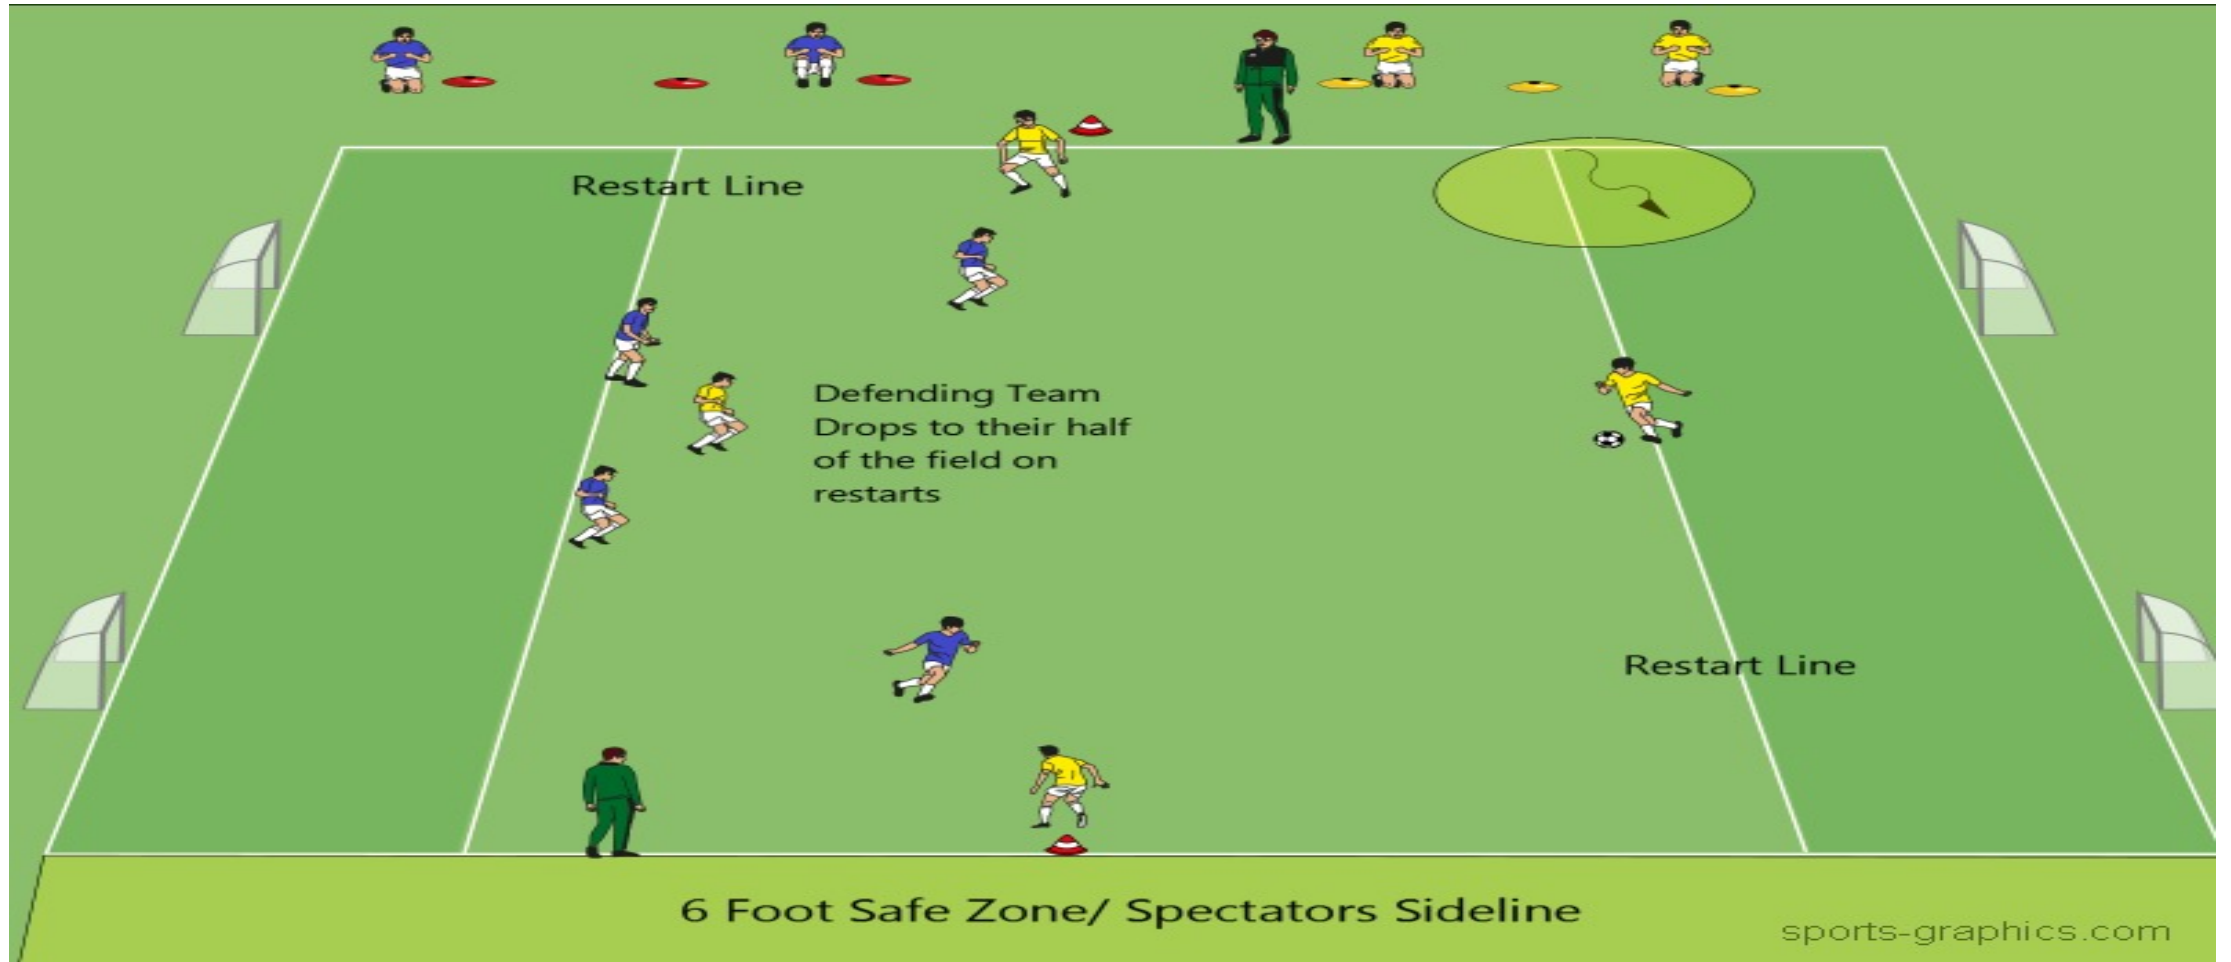 Restart Line
Defending Team
Drops to their half
of the field on
restarts
Restart Line
6 Foot Safe Zone/ Spectators Sideline
sports-graphics.com